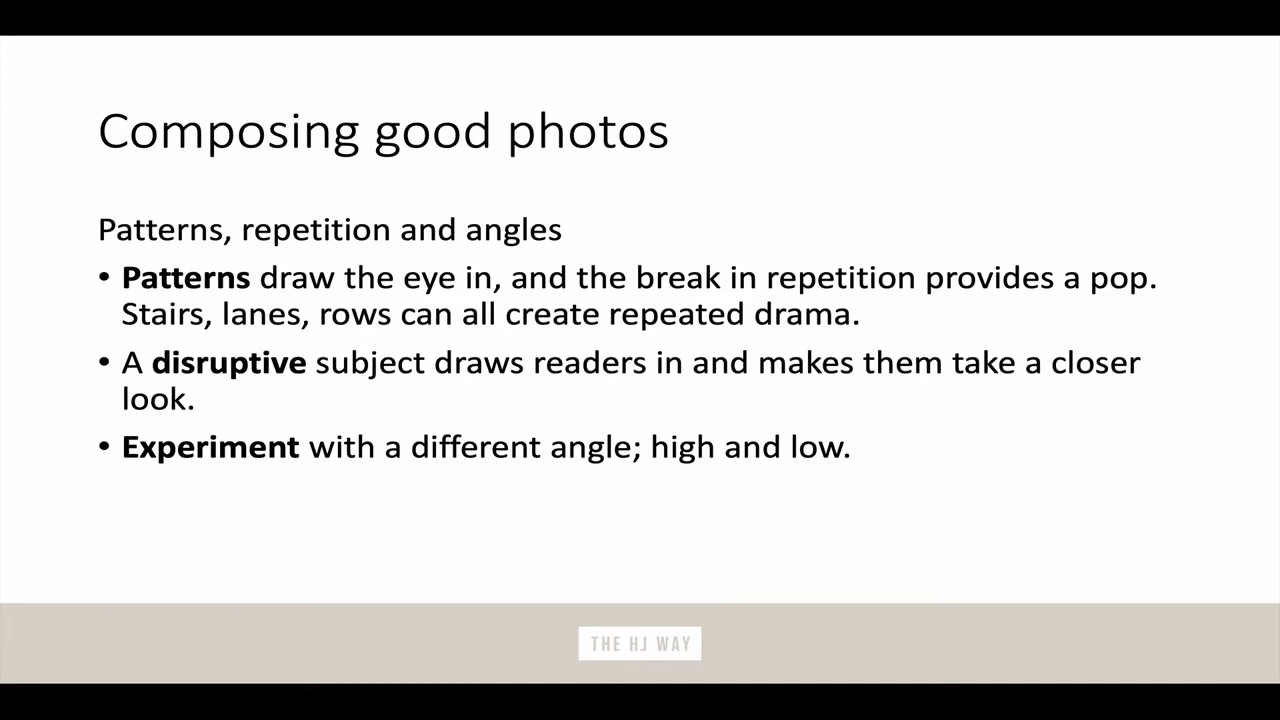 Composing good photos
Patterns, repetition and angles
• Patterns draw the eye in, and the break in repetition provides a pop.
Stairs, lanes, rows can all create repeated drama.
• A disruptive subject draws readers in and makes them take a closer
look.
• Experiment with a different angle; high and low.
THE HJ WAY